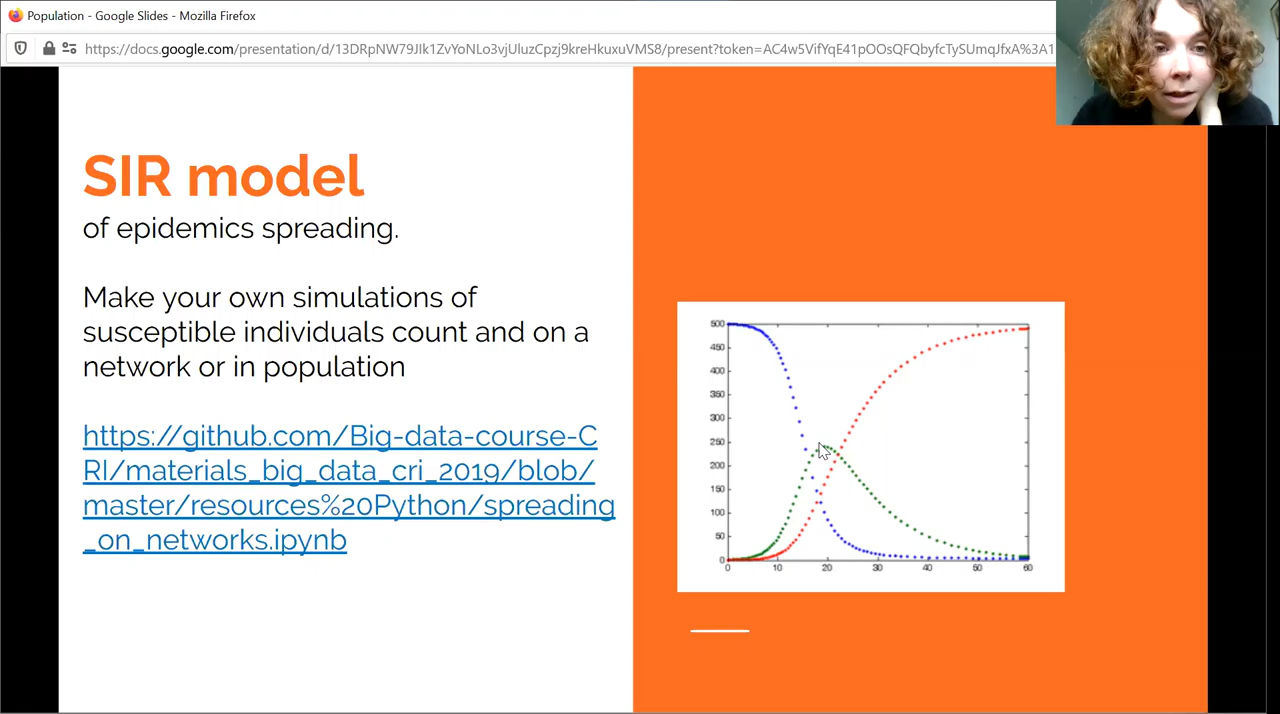 Population - Google Slides - Mozilla Firefox
https://docs.google.com/presentation/d/13DRpNW79JIk1ZvYoNLo3vjUluzCpzj9kreHkuxuVMS8/present?token=AC4w5VifYqE41pOOsQFQbyfcTySUmqJfxA%3A1
SIR model
of epidemics spreading.
Make your own simulations of
susceptible individuals count and on a
network or in population
https://github.com/Big-data-course-C
RI/materials_big_data_cri_2019/blob/
master/resources%20Python/spreading
_on_networks.ipynb
500
450
400
350
300
250
200
150
100
50
0
0 10 20 30 40 50 60